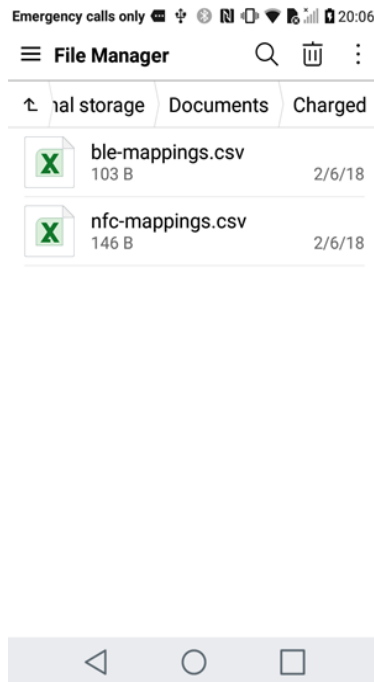 Emergency calls only 20:06
File Manager
nal storage Documents Charged
ble-mappings.csv
103 B 2/6/18
nfc-mappings.csv
146 B 2/6/18